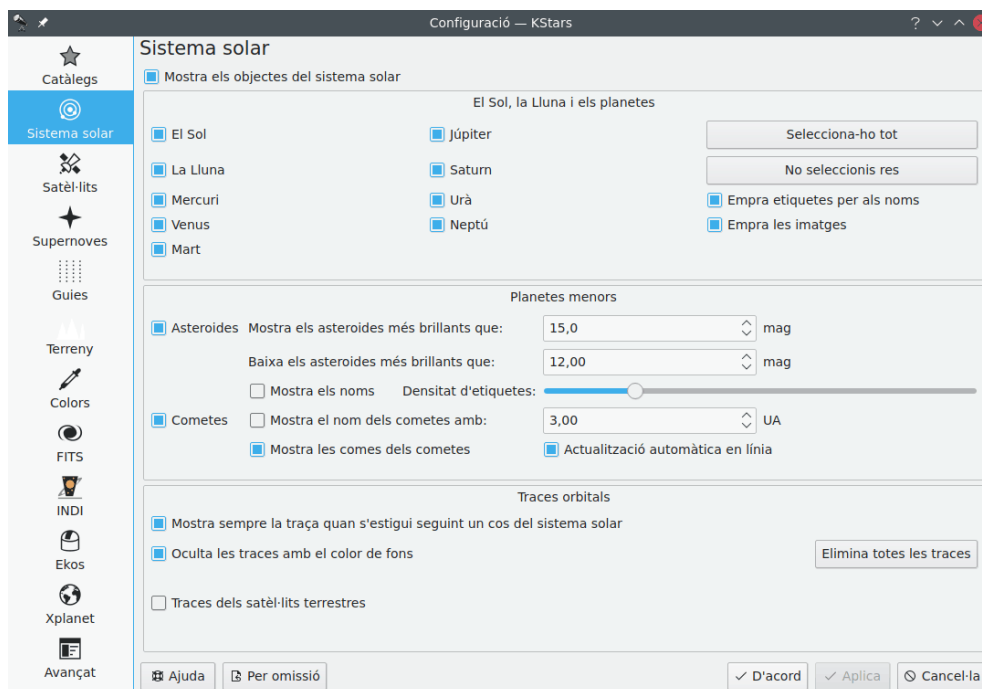 Configuració — KStars
Catàlegs
Sistema solar
Satèl·lits
Supernoves
Guies
Terreny
Colors
FITS
INDI
Ekos
Xplanet
Avançat
Sistema solar
Mostra els objectes del sistema solar
El Sol, la Lluna i els planetes
El Sol Júpiter Selecciona-ho tot
La Lluna Saturn No seleccionis res
Mercuri Urà Empra etiquetes per als noms
Venus Neptú Empra les imatges
Mart
Planetes menors
Asteroides Mostra els asteroides més brillants que: 15,0 mag
Baixa els asteroides més brillants que: 12,00 mag
Mostra els noms Densitat d'etiquetes:
Cometes Mostra el nom dels cometes amb: 3,00 UA
Mostra les comes dels cometes Actualització automàtica en línia
Traces orbitals
Mostra sempre la traça quan s'estigui seguint un cos del sistema solar
Oculta les traces amb el color de fons Elimina totes les traces
Traces dels satèl·lits terrestres
Ajuda Per omissió D'acord Aplica Cancel·la